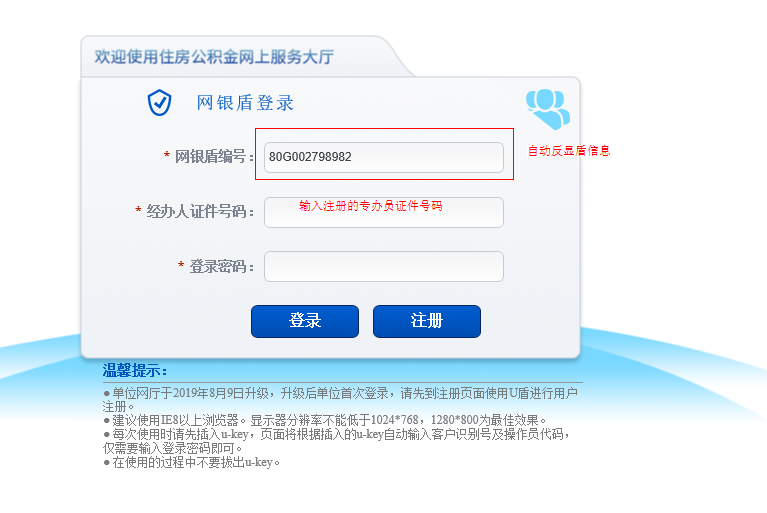 欢迎使用住房公积金网上服务大厅
网银盾登录
* 网银盾编号： 80G002798982
自动反显盾信息
* 经办人证件号码： 输入注册的专办员证件号码
* 登录密码：
登录 注册
温馨提示：
●单位网厅于2019年8月9日升级，升级后单位首次登录，请先到注册页面使用U盾进行用户
注册。
●建议使用IE8以上浏览器。显示器分辨率不能低于1024*768，1280*800为最佳效果。
●每次使用时请先插入u-key，页面将根据插入的u-key自动输入客户识别号及操作员代码，
仅需要输入登录密码即可。
●在使用的过程中不要拔出u-key。